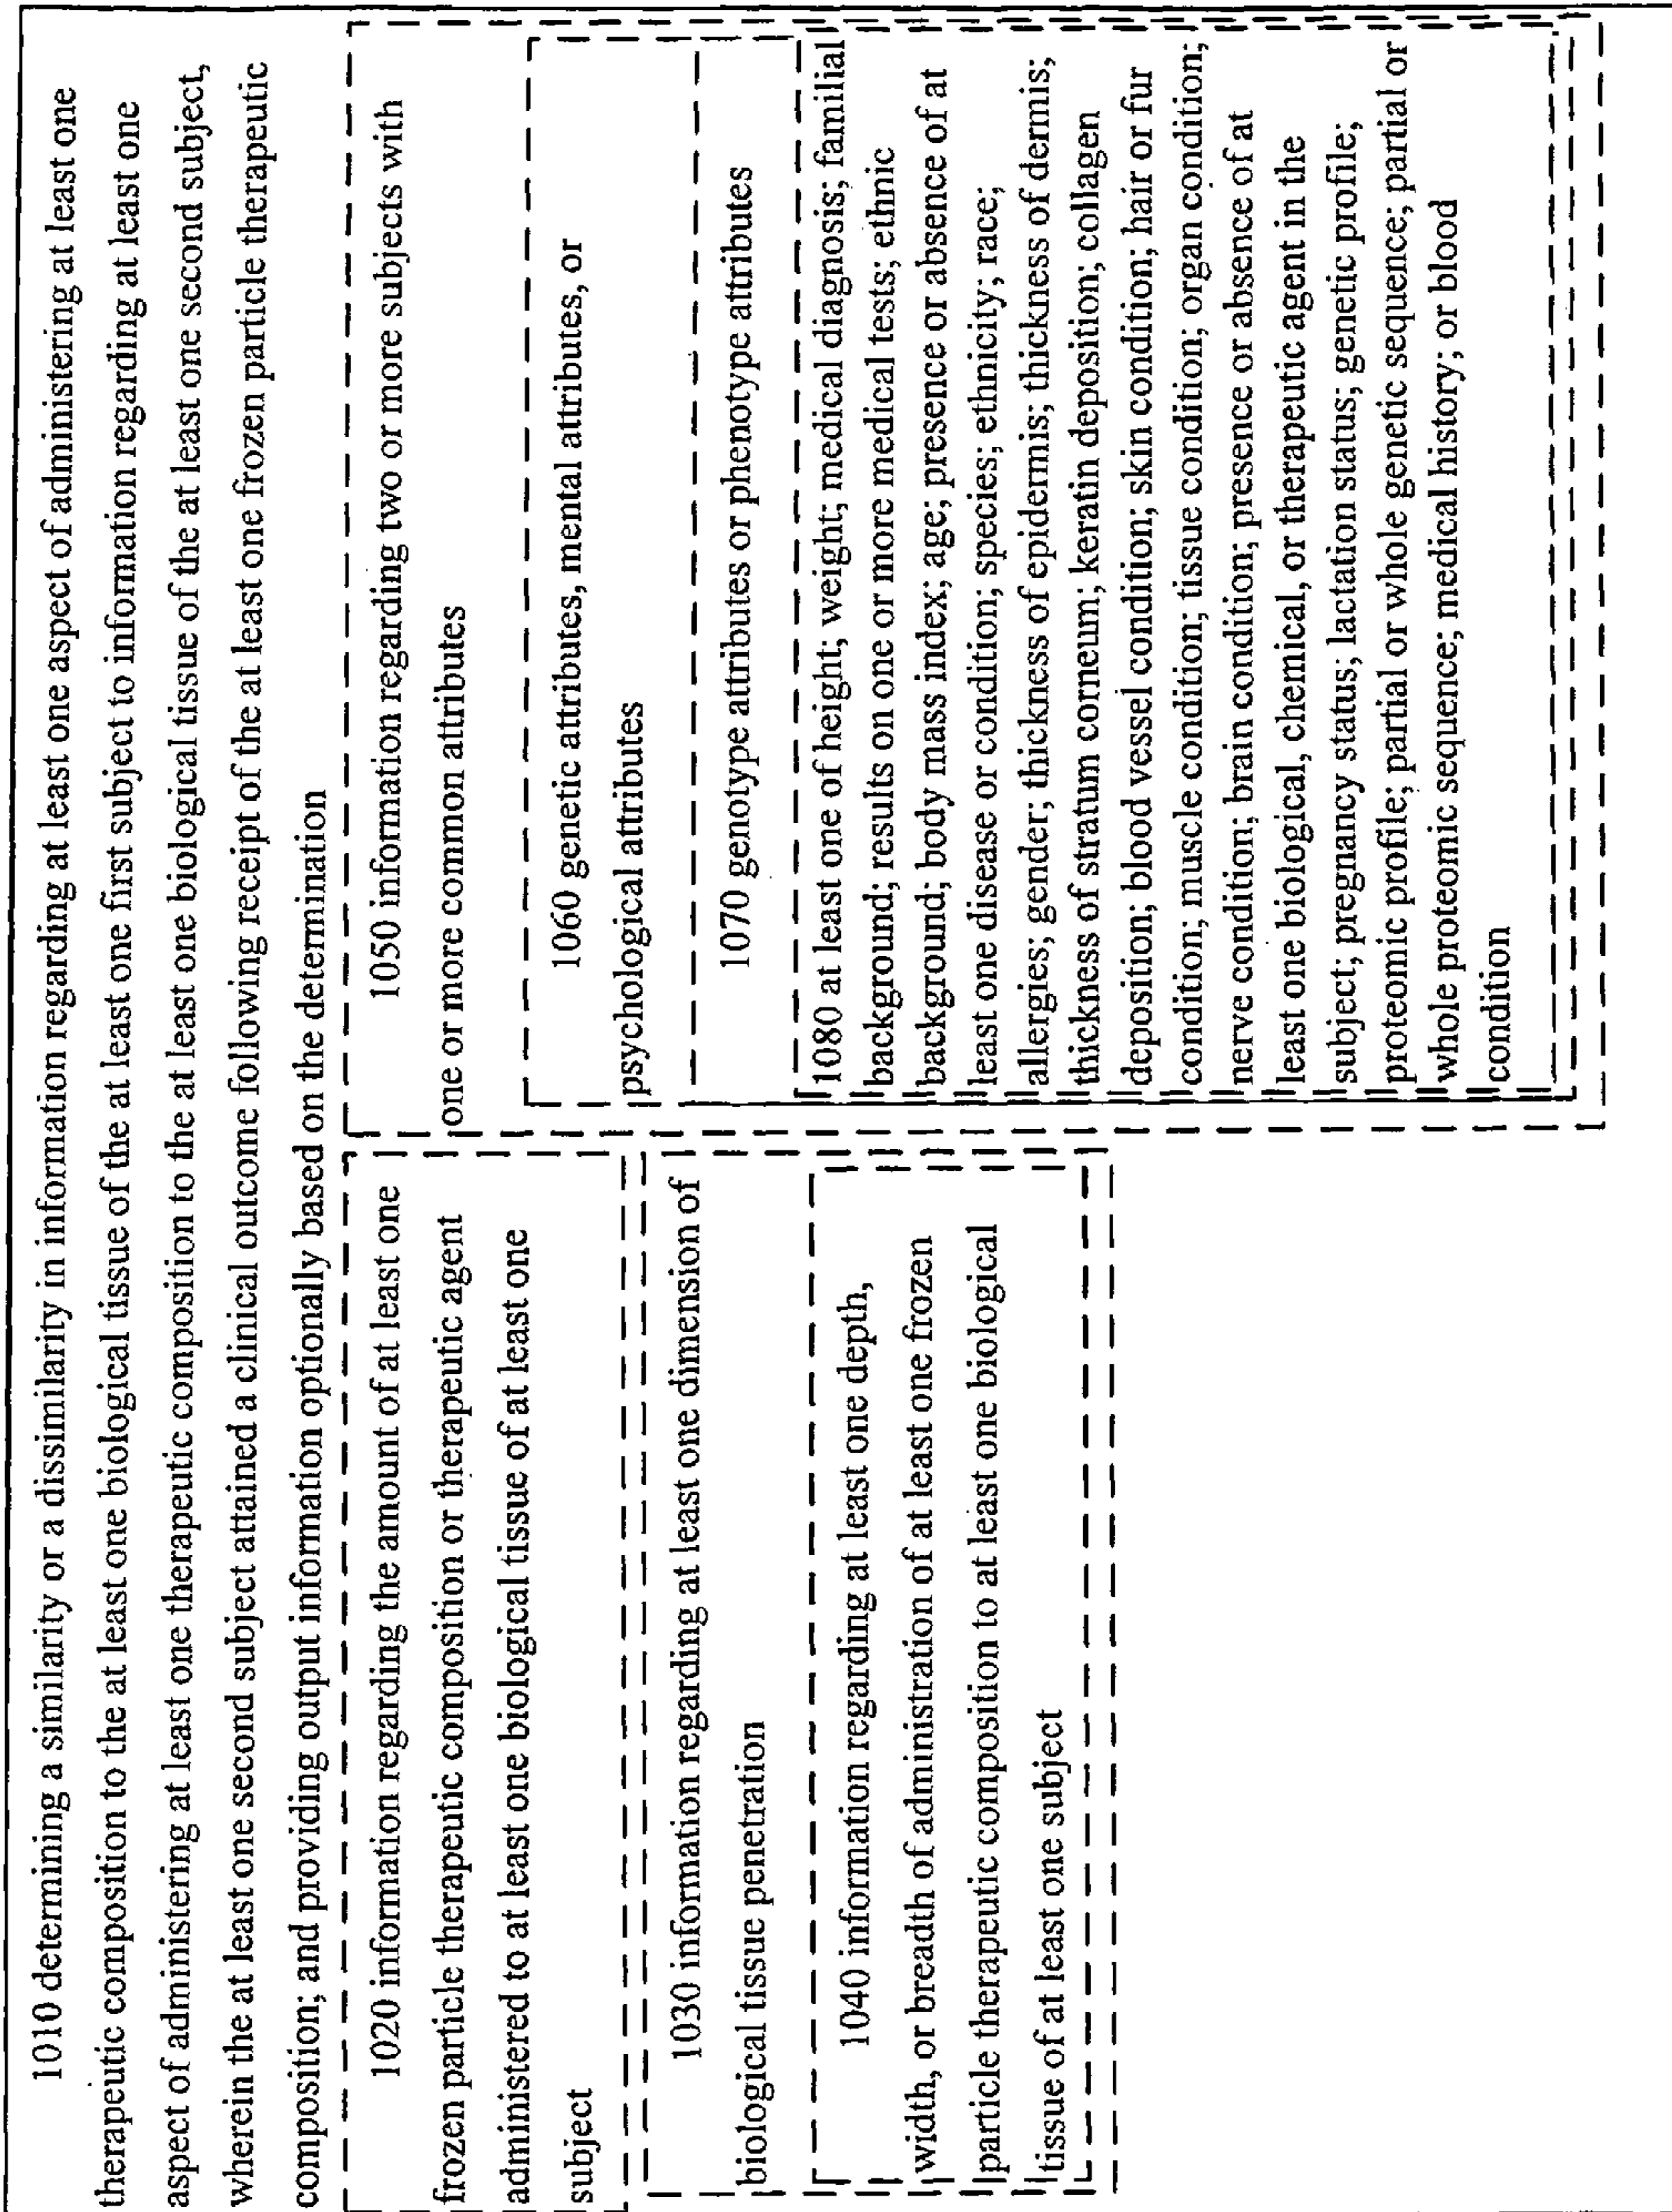 1010 determining a similarity or a dissimilarity in information regarding at least one aspect of administering at least one
therapeutic composition to the at least one biological tissue of the at least one first subject to information regarding at least one
aspect of administering at least one therapeutic composition to the at least one biological tissue of the at least one second subject,
wherein the at least one second subject attained a clinical outcome following receipt of the at least one frozen particle therapeutic
composition; and providing output information optionally based on the determination
1020 information regarding the amount of at least one
frozen particle therapeutic composition or therapeutic agent
administered to at least one biological tissue of at least one
subject
1030 information regarding at least one dimension of
biological tissue penetration
1040 information regarding at least one depth,
width, or breadth of administration of at least one frozen
particle therapeutic composition to at least one biological
tissue of at least one subject
1050 information regarding two or more subjects with
one or more common attributes
1060 genetic attributes, mental attributes, or
psychological attributes
1070 genotype attributes or phenotype attributes
1080 at least one of height; weight; medical diagnosis; familial
background; results on one or more medical tests; ethnic
background; body mass index; age; presence or absence of at
least one disease or condition; species; ethnicity; race;
allergies; gender; thickness of epidermis; thickness of dermis;
thickness of stratum corneum; keratin deposition; collagen
deposition; blood vessel condition; skin condition; hair or fur
condition; muscle condition; tissue condition; organ condition;
nerve condition; brain condition; presence or absence of at
least one biological, chemical, or therapeutic agent in the
subject; pregnancy status; lactation status; genetic profile;
proteomic profile; partial or whole genetic sequence; partial or
whole proteomic sequence; medical history; or blood
condition